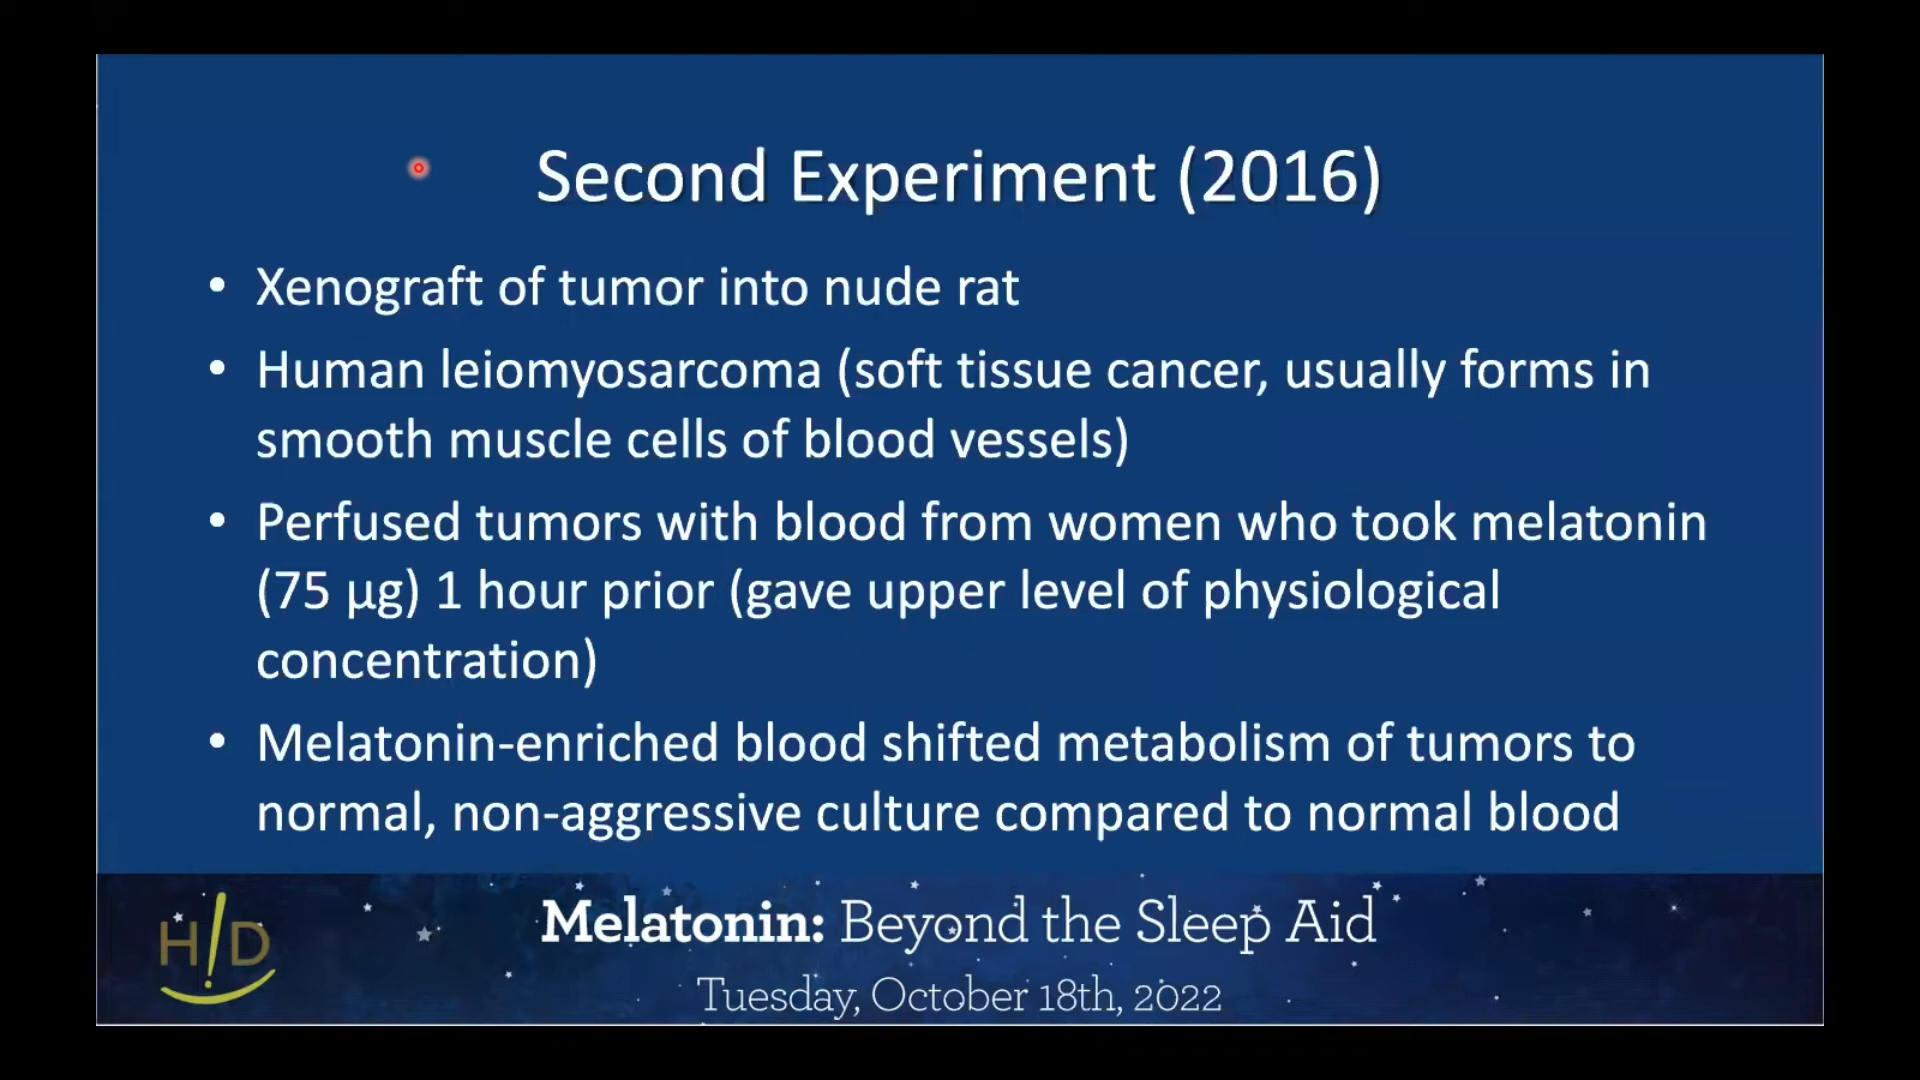 Second Experiment (2016)
• Xenograft of tumor into nude rat
• Human leiomyosarcoma (soft tissue cancer, usually forms in
smooth muscle cells of blood vessels)
• Perfused tumors with blood from women who took melatonin
(75 µg) 1 hour prior (gave upper level of physiological
concentration)
• Melatonin-enriched blood shifted metabolism of tumors to
normal, non-aggressive culture compared to normal blood
H!D
Melatonin: Beyond the Sleep Aid
Tuesday, October 18th, 2022